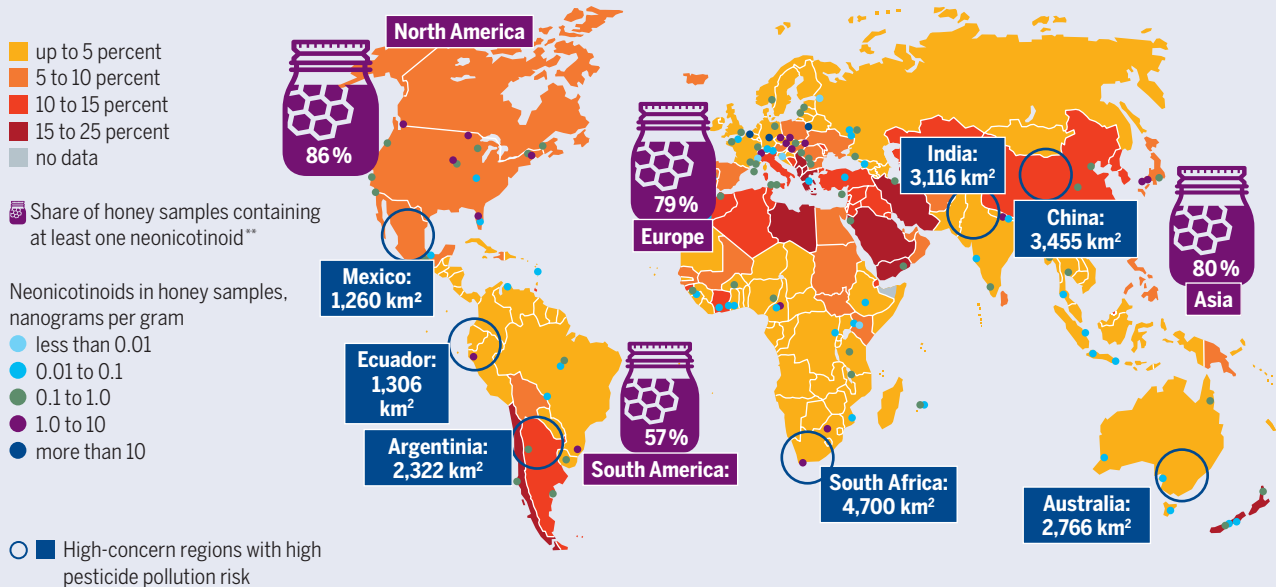 up to 5 percent
5 to 10 percent
10 to 15 percent
15 to 25 percent
no data
Share of honey samples containing
at least one neonicotinoid**
Neonicotinoids in honey samples,
nanograms per gram
less than 0.01
0.01 to 0.1
0.1 to 1.0
1.0 to 10
more than 10
High-concern regions with high
pesticide pollution risk
North America
86 %
Mexico:
1,260 km²
Ecuador:
1,306
km²
Argentinia:
2,322 km²
57 %
South America:
79 %
Europe
South Africa:
4,700 km²
India:
3,116 km²
China:
3,455 km²
80 %
Asia
Australia:
2,766 km²